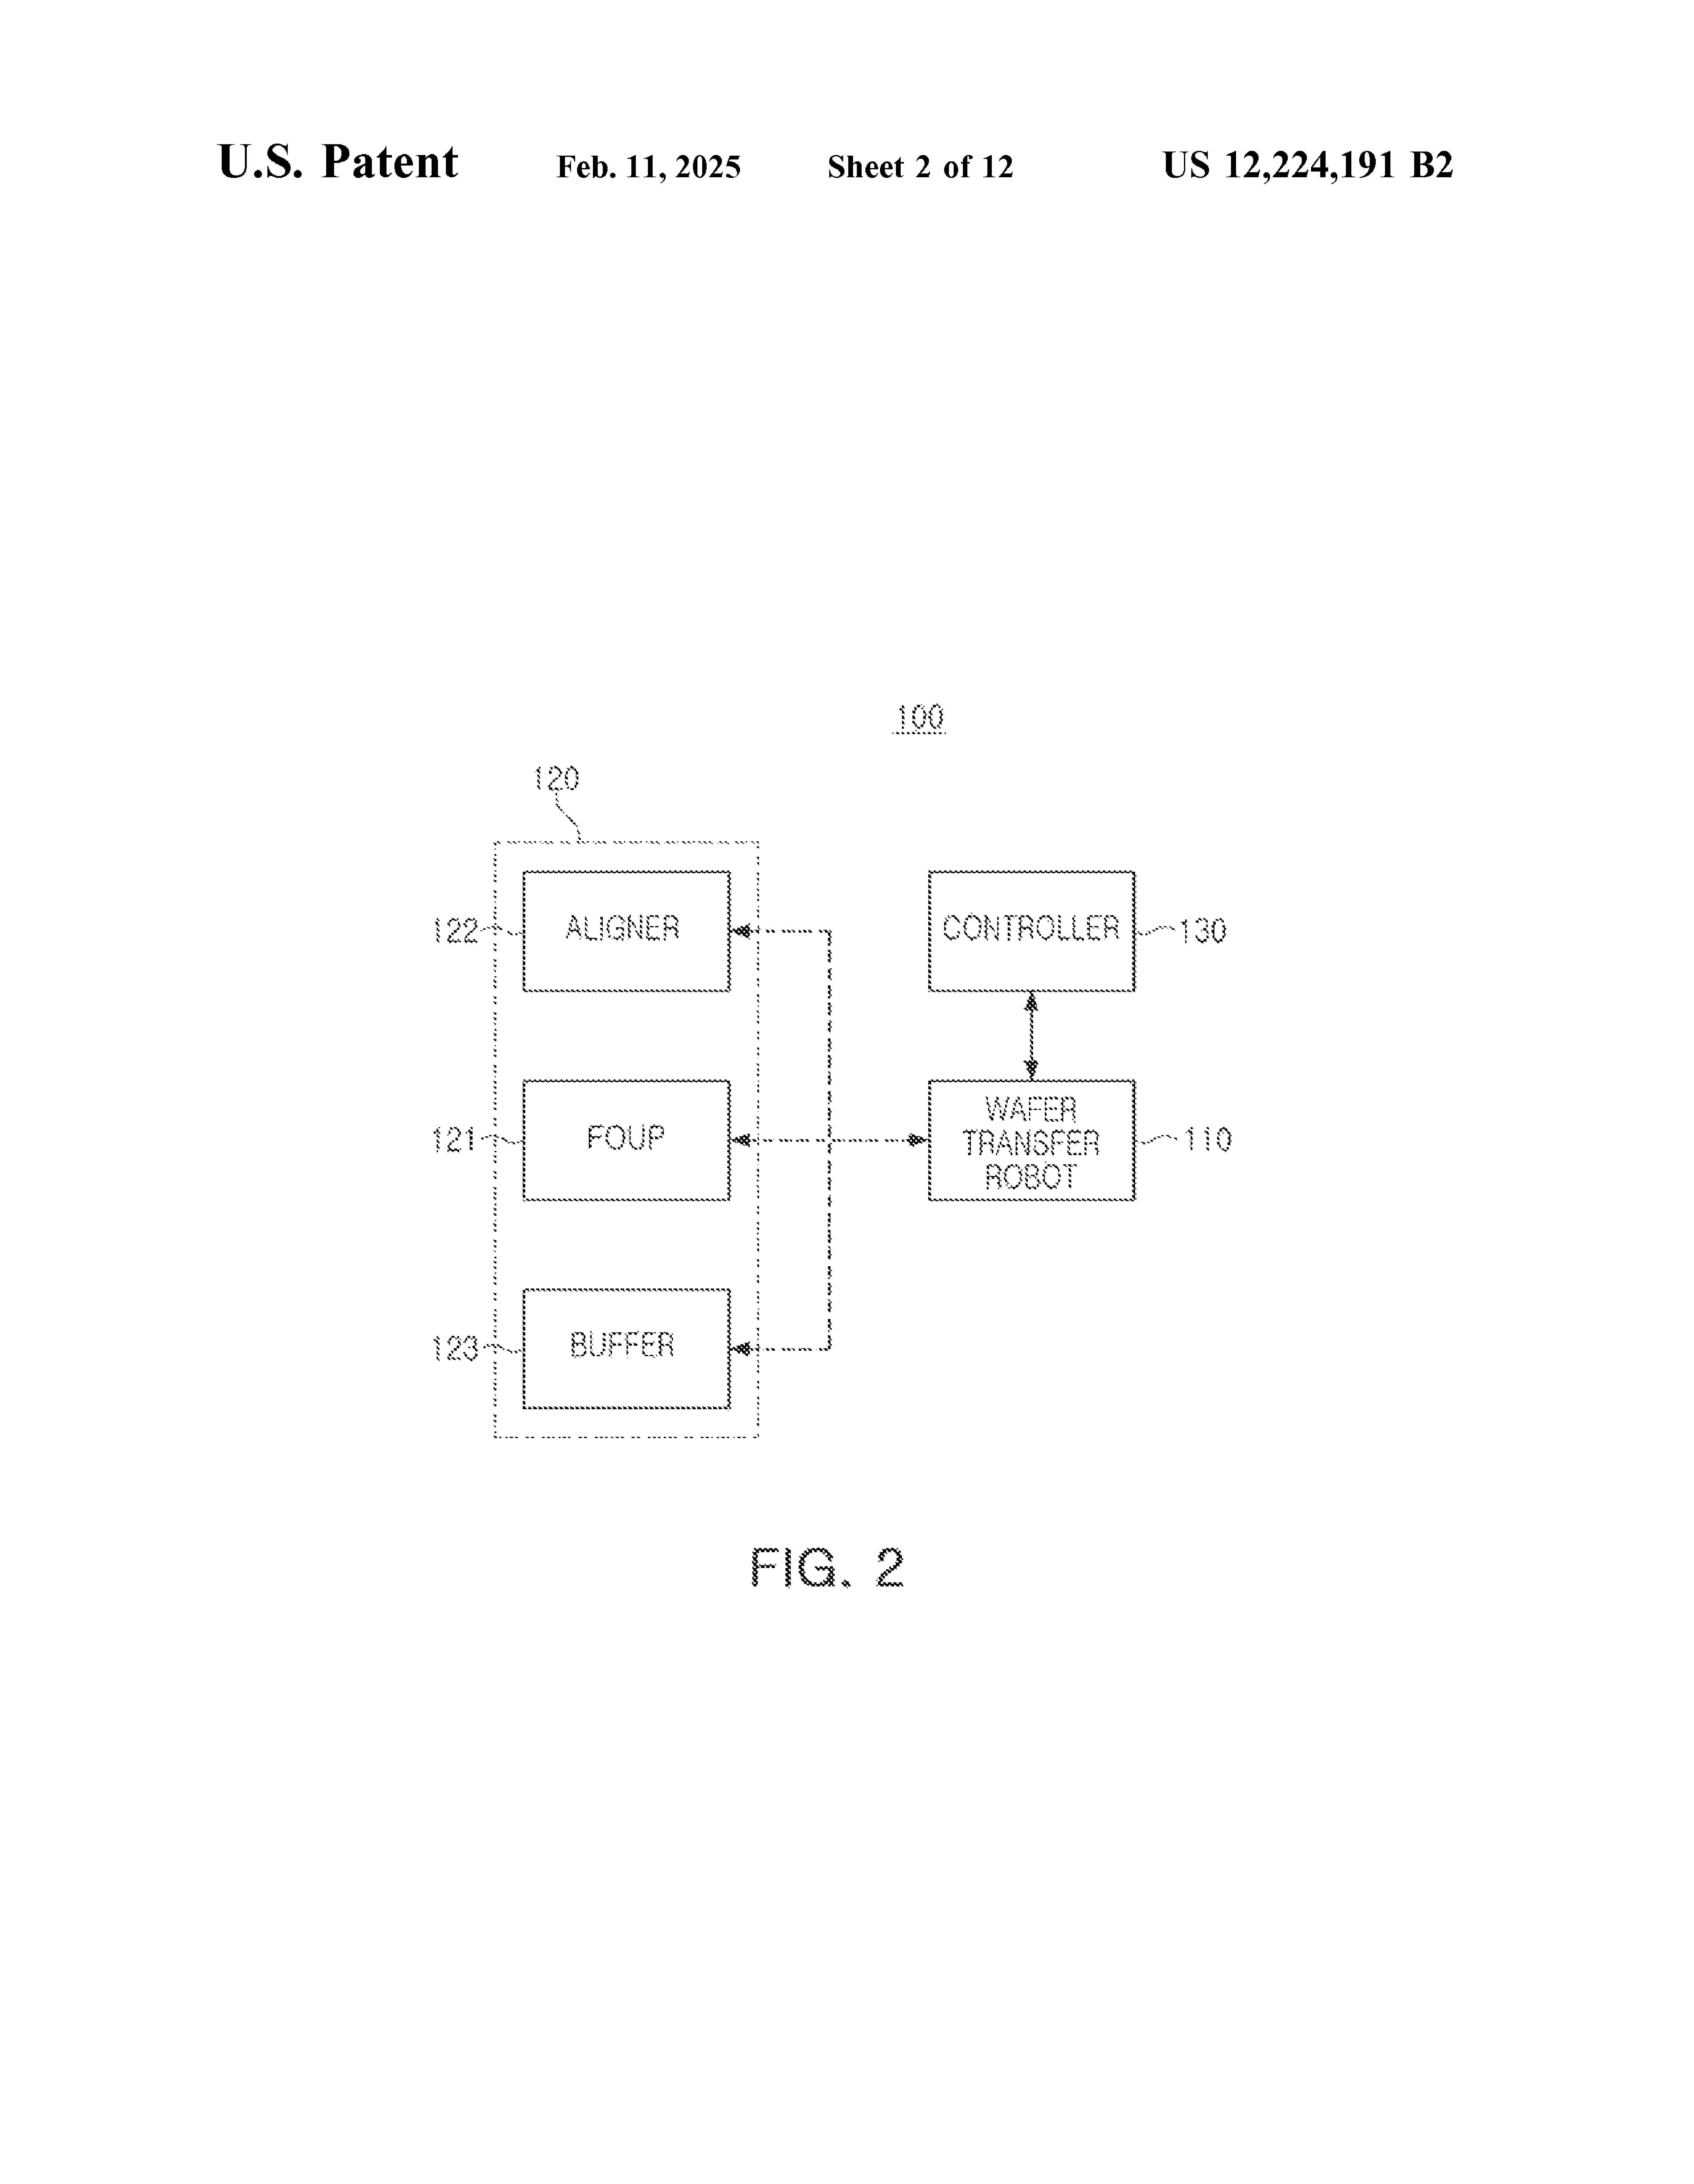 U.S. Patent Feb. 11, 2025 Sheet 2 of 12 US 12,224,191 B2
100
120
122 ALIGNER
CONTROLLER 130
121 FOUP
WAFER
TRANSFER
ROBOT
110
123 BUFFER
FIG. 2